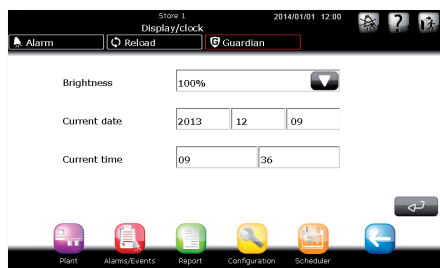 Store 1 2014/01/01 12:00
Display/clock
Alarm Reload Guardian
Brightness 100%
Current date 2013 12 09
Current time 09 36
Plant Alarms/Events Report Configuration Scheduler